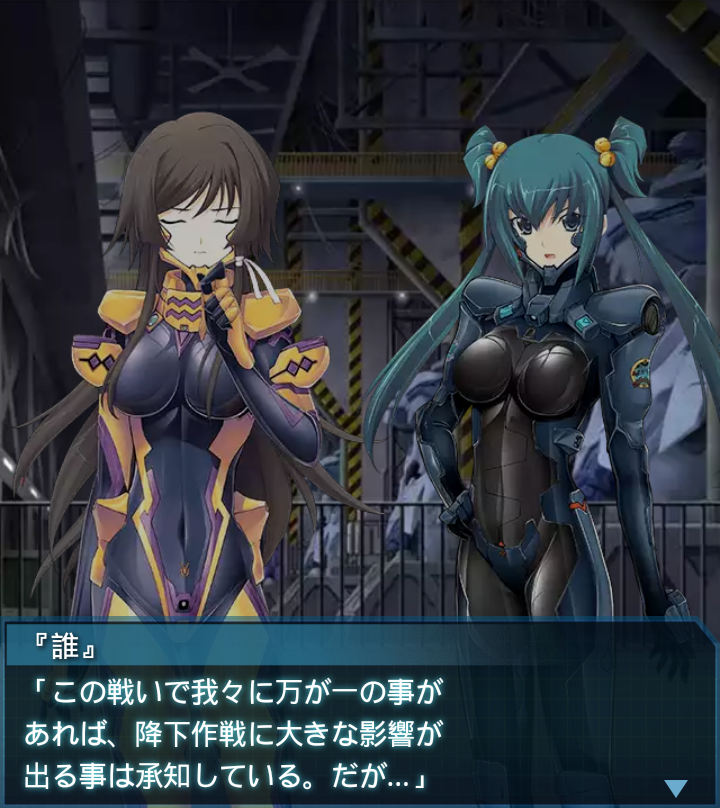 『誰』
「この戦いで我々に万が一の事が
あれば、降下作戦に大きな影響が
出る事は承知している。だが…」